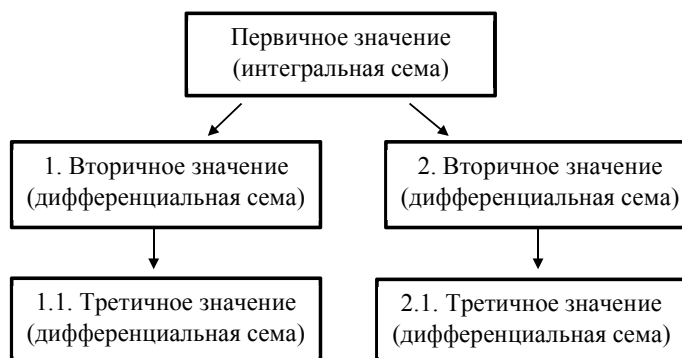 Первичное значение
(интегральная сема)
1. Вторичное значение
(дифференциальная сема)
2. Вторичное значение
(дифференциальная сема)
1.1. Третичное значение
(дифференциальная сема)
2.1. Третичное значение
(дифференциальная сема)